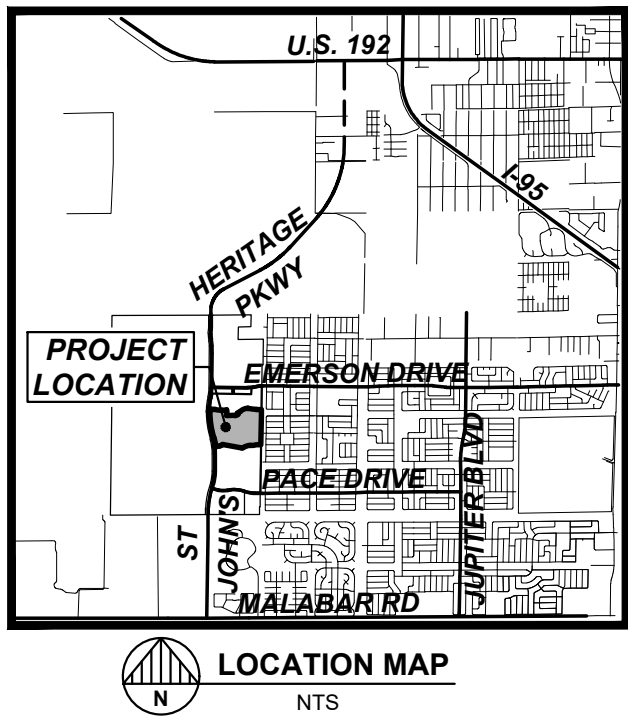 U.S. 192
I-95
HERITAGE
PKWY
PROJECT
LOCATION
EMERSON DRIVE
PACE DRIVE
JUPITER BLVD
ST
JOHN'S
MALABAR RD
LOCATION MAP
N
NTS